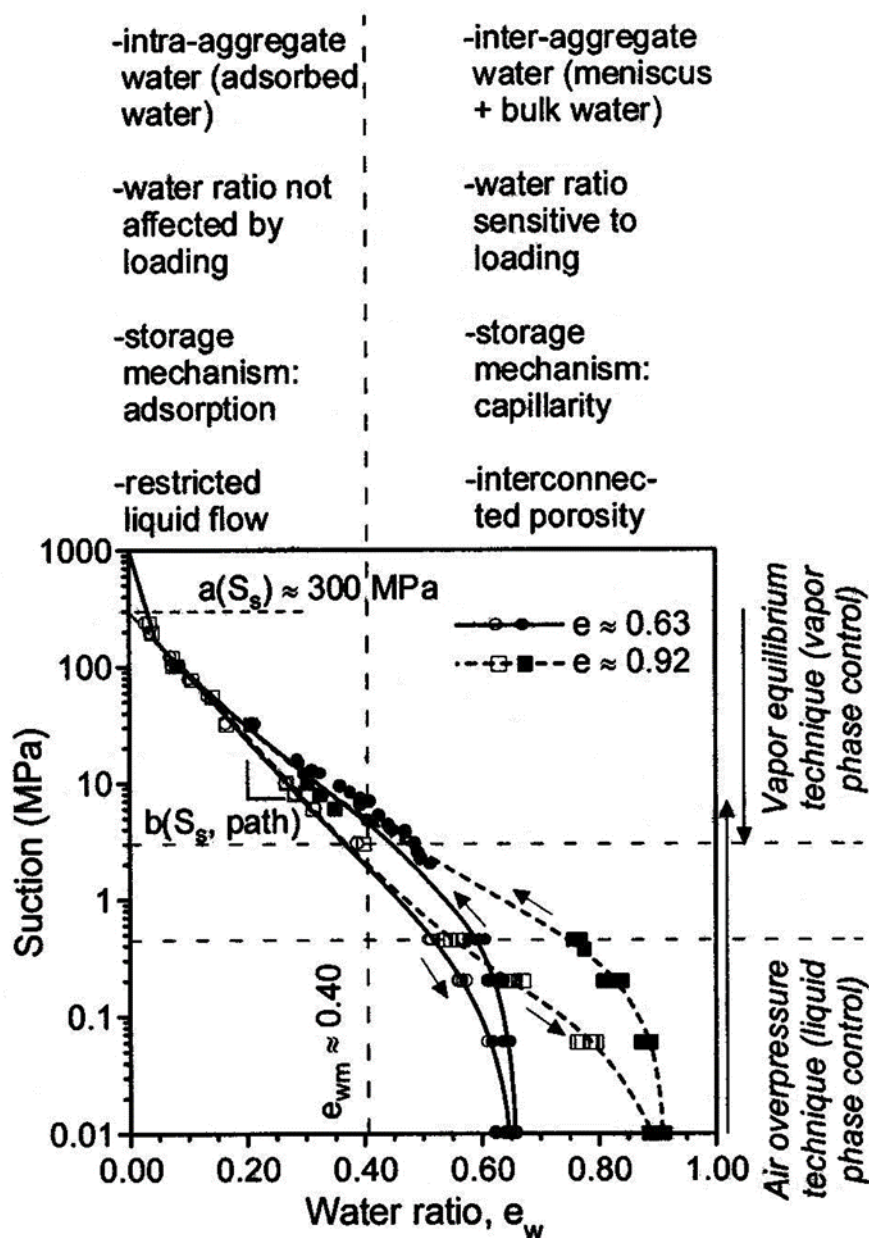 -intra-aggregate
water (adsorbed
water)
-water ratio not
affected by
loading
-storage
mechanism:
adsorption
-restricted
liquid flow
-inter-aggregate
water (meniscus
+ bulk water)
-water ratio
sensitive to
loading
-storage
mechanism:
capillarity
-interconnec-
ted porosity
1000
100
10
1
0.1
0.01
Suction (MPa)
a(Sₛ) ≈ 300 MPa
e ≈ 0.63
e ≈ 0.92
b(Sₛ, path)
e_wm ≈ 0.40
0.00 0.20 0.40 0.60 0.80 1.00
Water ratio, e_w
Vapor equilibrium
technique (vapor
phase control)
Air overpressure
technique (liquid
phase control)